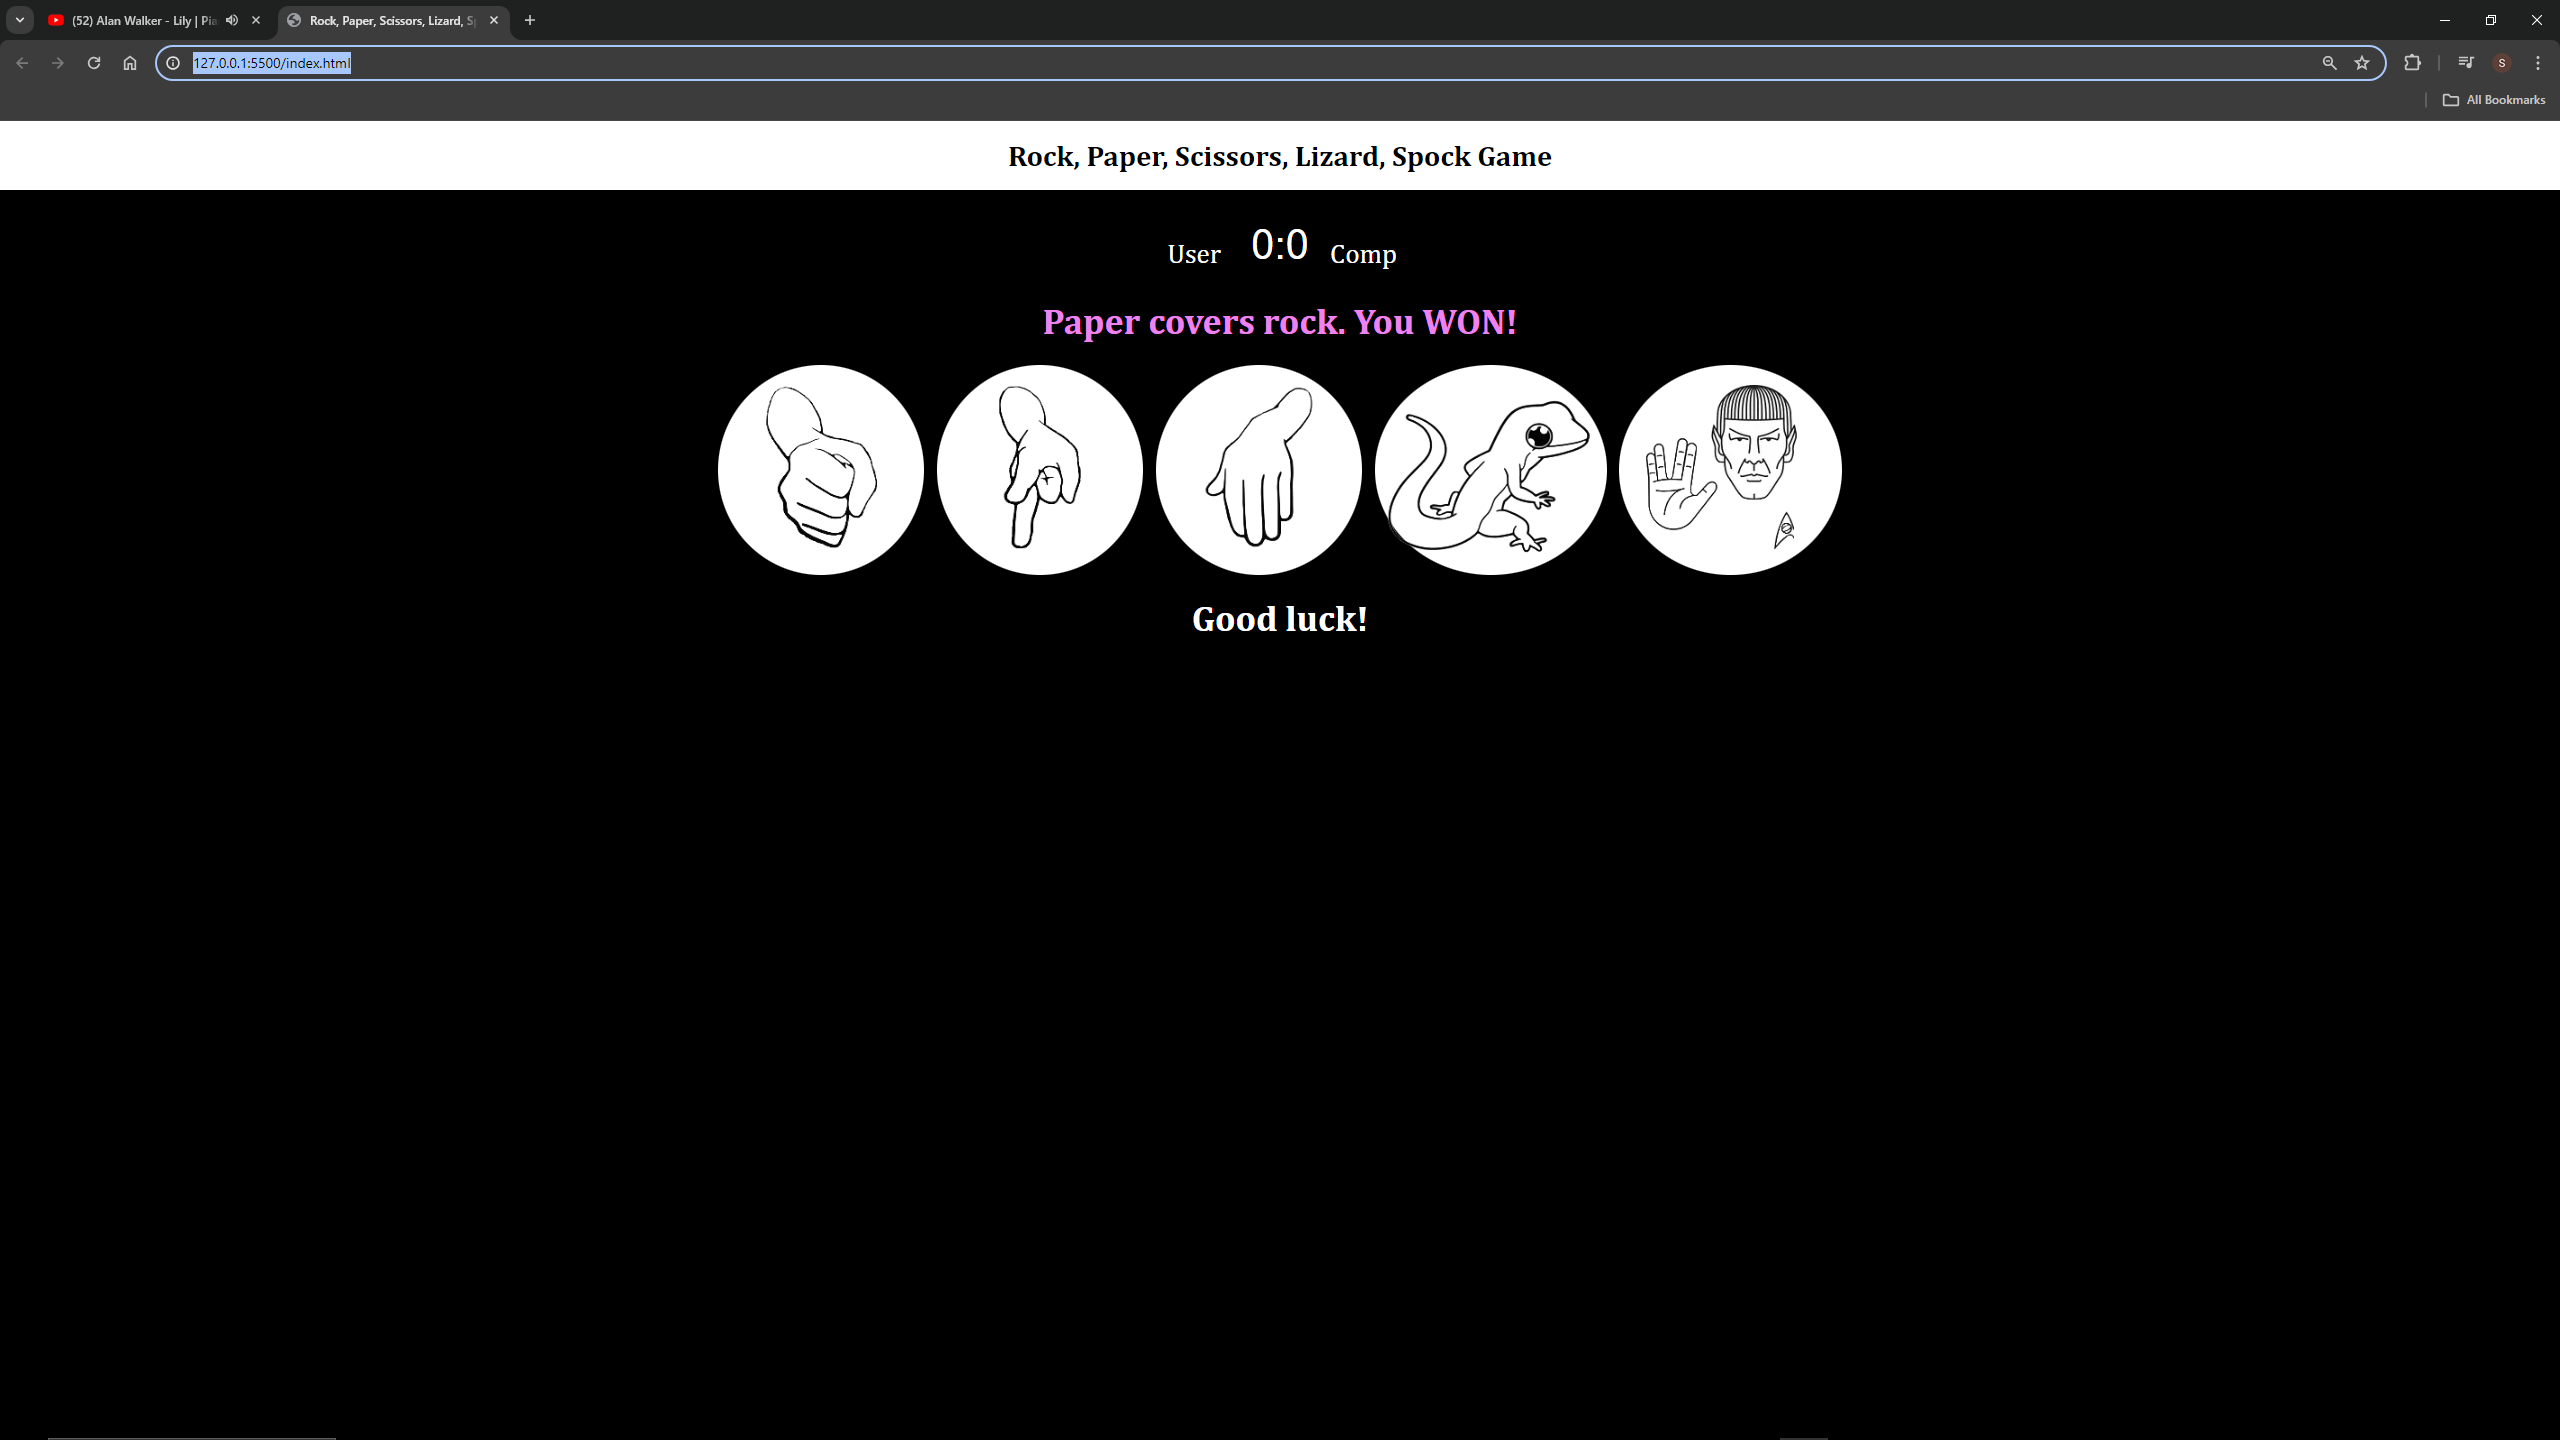 (52) Alan Walker - Lily | Pia
Rock, Paper, Scissors, Lizard, S
127.0.0.1:5500/index.html
S
All Bookmarks
Rock, Paper, Scissors, Lizard, Spock Game
User 0:0 Comp
Paper covers rock. You WON!
Good luck!